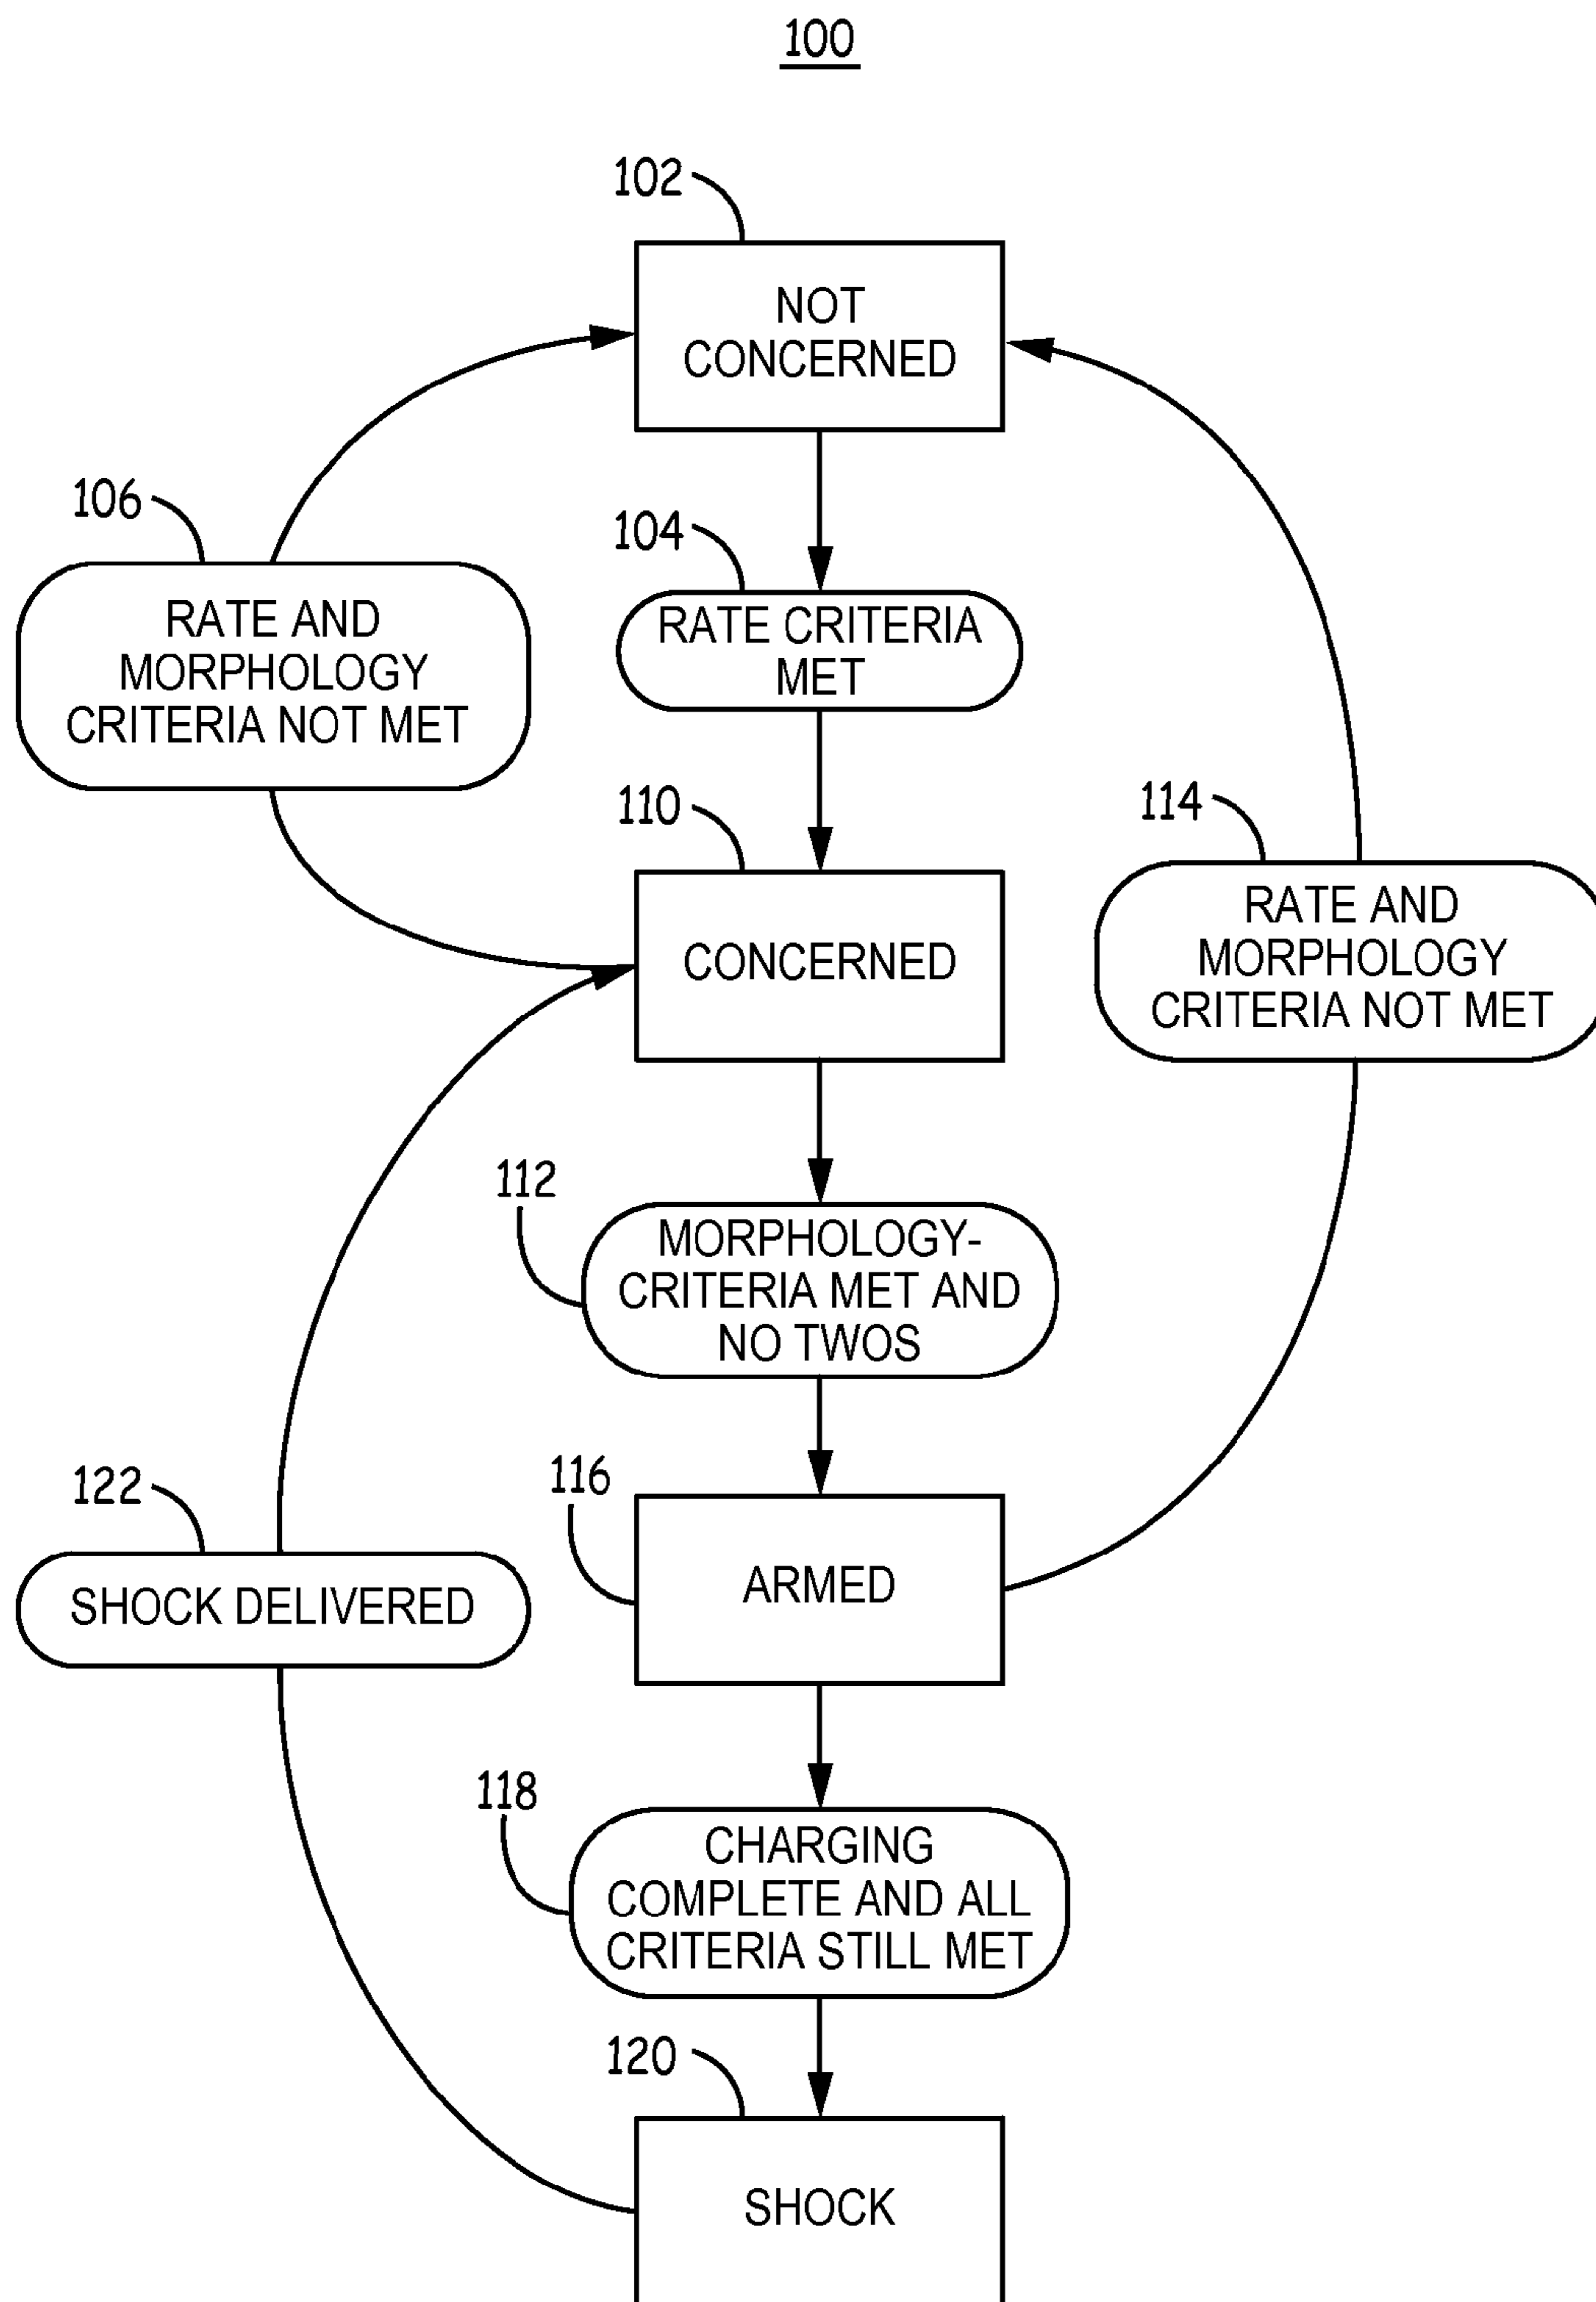 100
102
NOT
CONCERNED
106
104
RATE AND
MORPHOLOGY
CRITERIA NOT MET
RATE CRITERIA
MET
110
114
CONCERNED
RATE AND
MORPHOLOGY
CRITERIA NOT MET
112
MORPHOLOGY-
CRITERIA MET AND
NO TWOS
122
116
SHOCK DELIVERED
ARMED
118
CHARGING
COMPLETE AND ALL
CRITERIA STILL MET
120
SHOCK